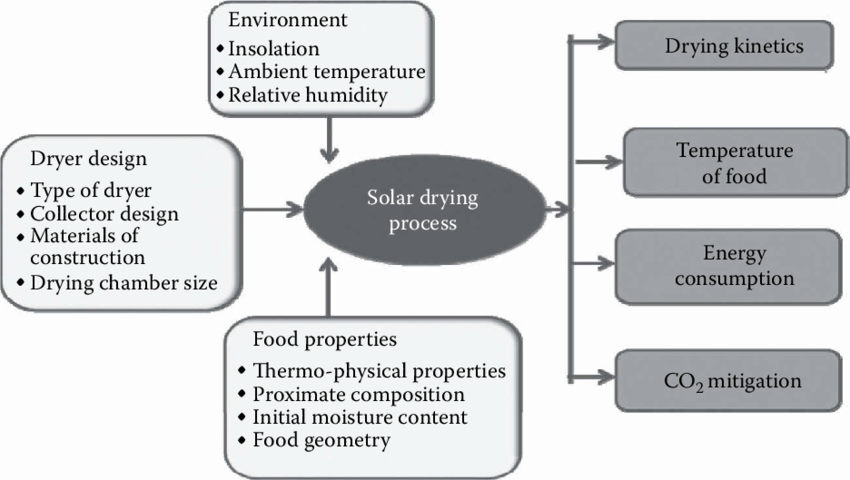 Environment
• Insolation
• Ambient temperature
• Relative humidity
Dryer design
• Type of dryer
• Collector design
• Materials of
construction
• Drying chamber size
Solar drying
process
Food properties
• Thermo-physical properties
• Proximate composition
• Initial moisture content
• Food geometry
Drying kinetics
Temperature
of food
Energy
consumption
CO₂ mitigation